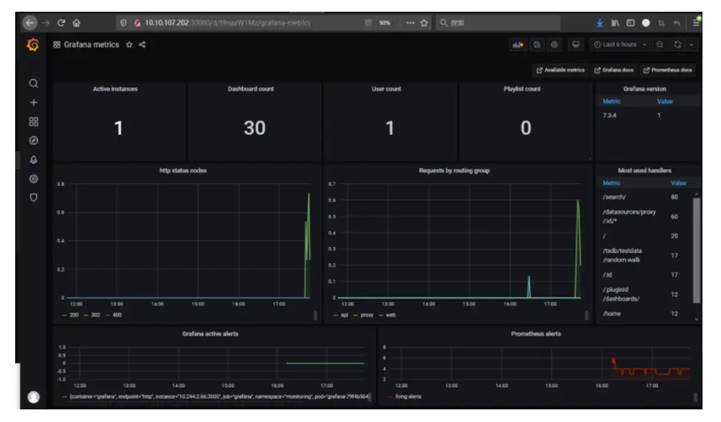 10.10.107.202:30080/d/isnaaW1Mz/grafana-metrics
90%
搜索
Grafana metrics
Last 6 hours
Available metrics
Grafana docs
Prometheus docs
Active instances
Dashboard count
User count
Playlist count
Grafana version
1
30
1
0
Metric
Value
7.3.4
1
http status codes
Requests by routing group
Most used handlers
0.8
0.6
0.4
0.2
0
12:00
13:00
14:00
15:00
16:00
17:00
200
302
400
0.7
0.6
0.5
0.4
0.3
0.2
0.1
0
12:00
13:00
14:00
15:00
16:00
17:00
api
proxy
web
Metric
Value
/search/
80
/datasources/proxy
/:id/*
60
/
20
/tsdb/testdata
/random-walk
17
/:id
17
/:pluginId
/dashboards/
12
/home
12
Grafana active alerts
Prometheus alerts
1.0
0.5
0
-0.5
-1.0
12:00
13:00
14:00
15:00
16:00
17:00
{container="grafana", endpoint="http", instance="10.244.2.66:3000", job="grafana", namespace="monitoring", pod="grafana-
8
6
4
2
12:00
13:00
14:00
15:00
16:00
17:00
firing alerts